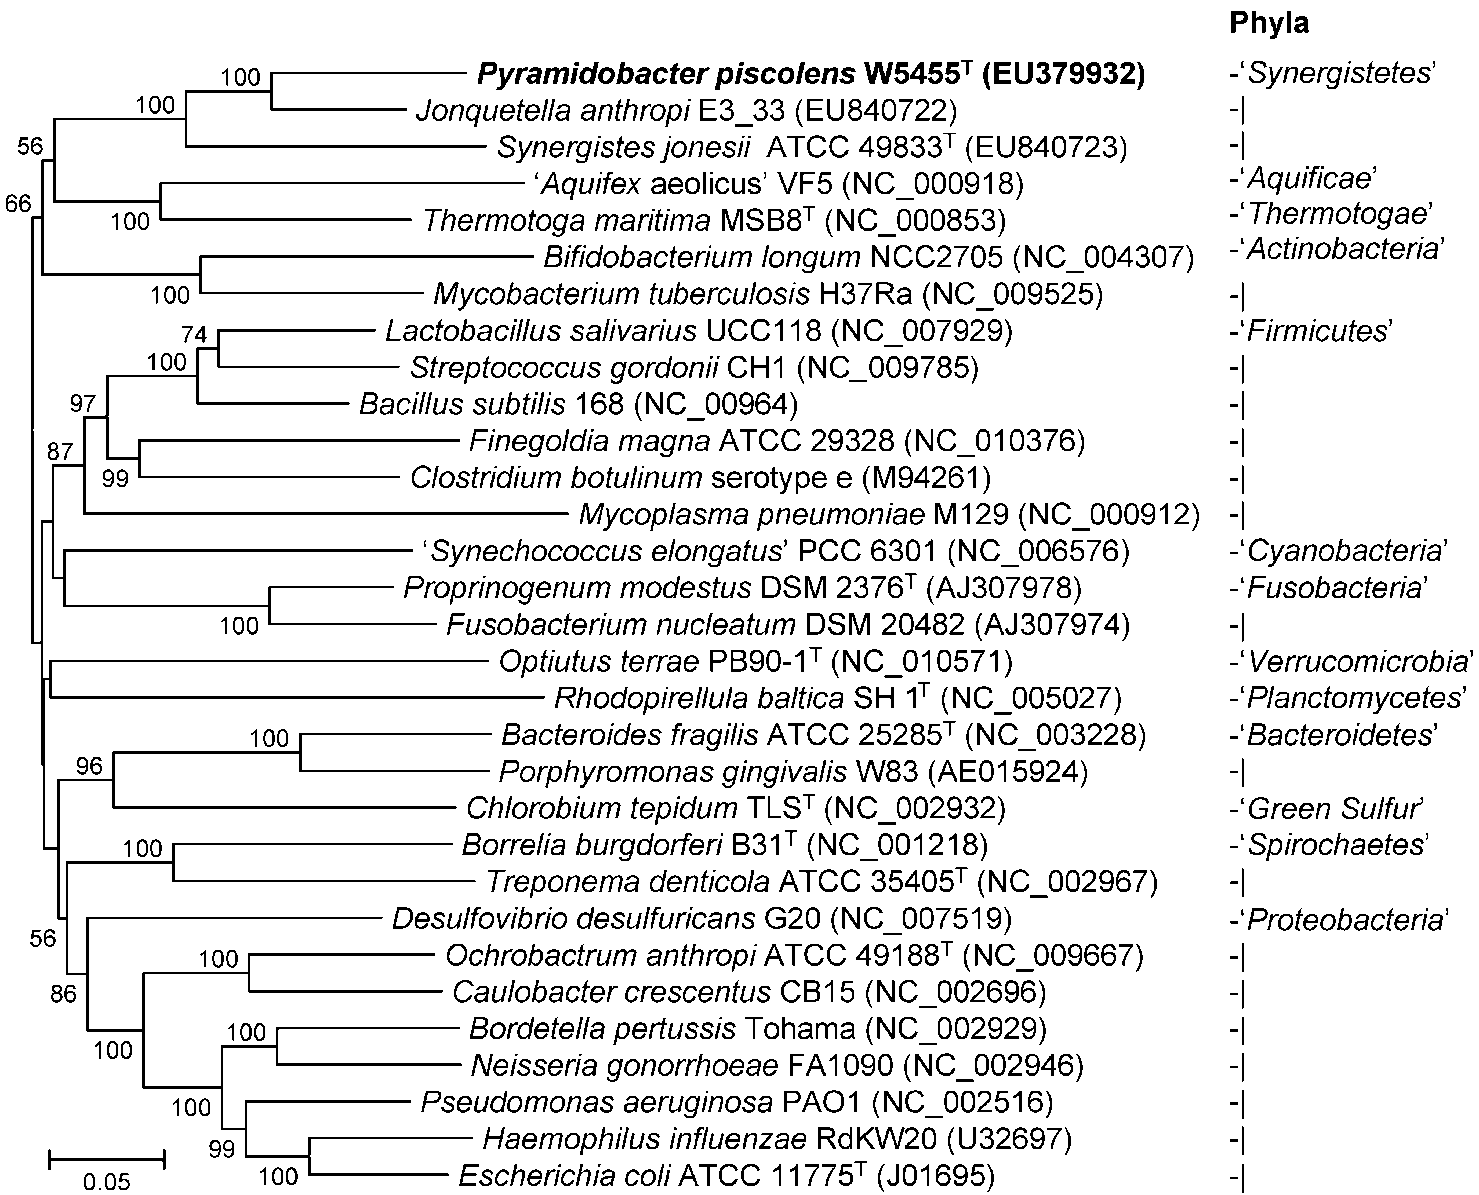 Phyla
100 Pyramidobacter piscolens W5455ᵀ (EU379932) -‘Synergistetes’
100 Jonquetella anthropi E3_33 (EU840722) -|
56 Synergistes jonesii ATCC 49833ᵀ (EU840723) -|
66 ‘Aquifex aeolicus’ VF5 (NC_000918) -‘Aquificae’
100 Thermotoga maritima MSB8ᵀ (NC_000853) -‘Thermotogae’
Bifidobacterium longum NCC2705 (NC_004307) -‘Actinobacteria’
100 Mycobacterium tuberculosis H37Ra (NC_009525) -|
74 Lactobacillus salivarius UCC118 (NC_007929) -‘Firmicutes’
100 Streptococcus gordonii CH1 (NC_009785) -|
97 Bacillus subtilis 168 (NC_00964) -|
87 Finegoldia magna ATCC 29328 (NC_010376) -|
99 Clostridium botulinum serotype e (M94261) -|
Mycoplasma pneumoniae M129 (NC_000912) -|
‘Synechococcus elongatus’ PCC 6301 (NC_006576) -‘Cyanobacteria’
Proprinogenum modestus DSM 2376ᵀ (AJ307978) -‘Fusobacteria’
100 Fusobacterium nucleatum DSM 20482 (AJ307974) -|
Optiutus terrae PB90-1ᵀ (NC_010571) -‘Verrucomicrobia’
Rhodopirellula baltica SH 1ᵀ (NC_005027) -‘Planctomycetes’
100 Bacteroides fragilis ATCC 25285ᵀ (NC_003228) -‘Bacteroidetes’
96 Porphyromonas gingivalis W83 (AE015924) -|
Chlorobium tepidum TLSᵀ (NC_002932) -‘Green Sulfur’
100 Borrelia burgdorferi B31ᵀ (NC_001218) -‘Spirochaetes’
Treponema denticola ATCC 35405ᵀ (NC_002967) -|
56 Desulfovibrio desulfuricans G20 (NC_007519) -‘Proteobacteria’
100 Ochrobactrum anthropi ATCC 49188ᵀ (NC_009667) -|
86 Caulobacter crescentus CB15 (NC_002696) -|
100 Bordetella pertussis Tohama (NC_002929) -|
100 Neisseria gonorrhoeae FA1090 (NC_002946) -|
100 Pseudomonas aeruginosa PAO1 (NC_002516) -|
99 Haemophilus influenzae RdKW20 (U32697) -|
100 Escherichia coli ATCC 11775ᵀ (J01695) -|
0.05